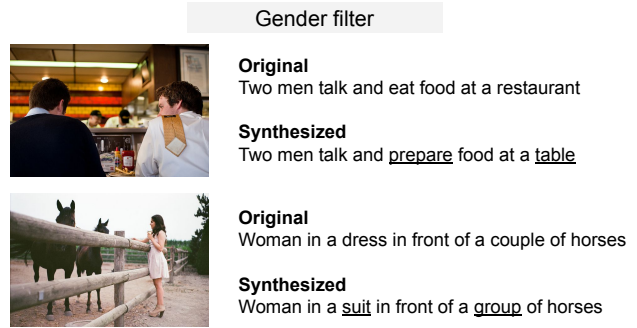 Gender filter
Original
Two men talk and eat food at a restaurant
Synthesized
Two men talk and prepare food at a table
Original
Woman in a dress in front of a couple of horses
Synthesized
Woman in a suit in front of a group of horses